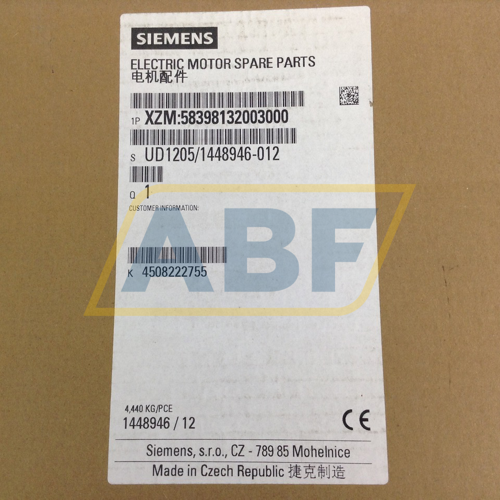 SIEMENS
ELECTRIC MOTOR SPARE PARTS
电机配件
1P XZM:58398132003000
S UD1205/1448946-012
Q 1
CUSTOMER INFORMATION:
ABF
K 4508222755
4,440 KG/PCE
1448946 / 12
CE
Siemens, s.r.o., CZ - 789 85 Mohelnice
Made in Czech Republic 捷克制造